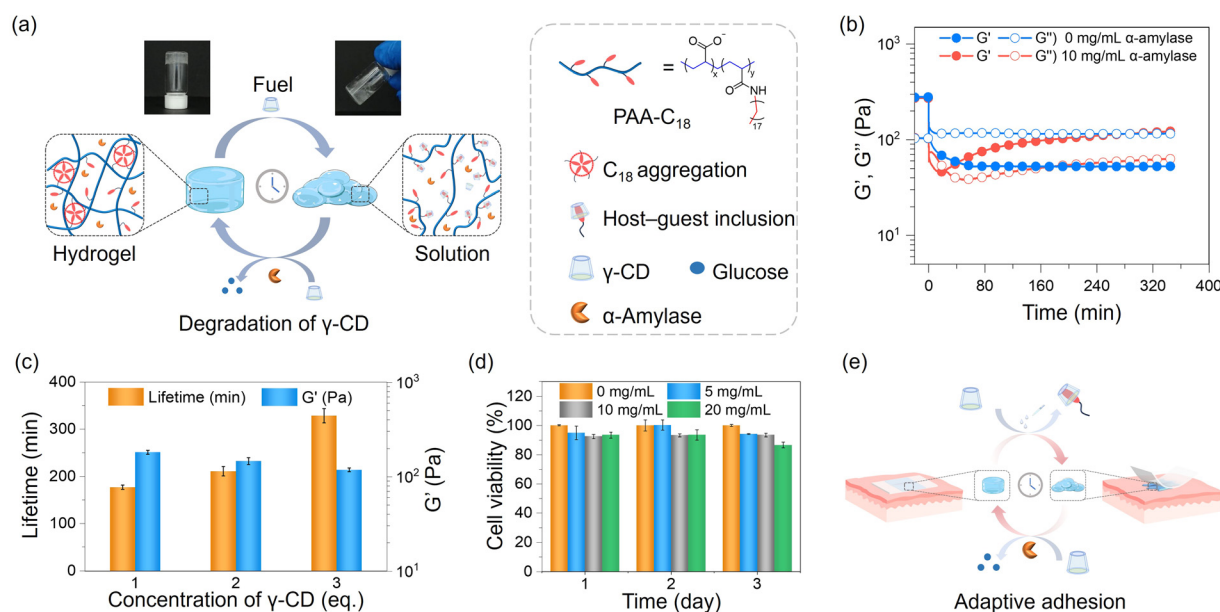 (a)
Fuel
Hydrogel
Solution
Degradation of γ-CD
PAA-C18
=
O
O⁻
x
y
O
NH
17
C18 aggregation
Host–guest inclusion
γ-CD
Glucose
α-Amylase
(b)
G', G" (Pa)
10³
10²
10¹
G' G") 0 mg/mL α-amylase
G' G") 10 mg/mL α-amylase
0 80 160 240 320 400
Time (min)
(c)
Lifetime (min)
400
300
200
100
0
Lifetime (min) G' (Pa)
10³
10²
10¹
G' (Pa)
1 2 3
Concentration of γ-CD (eq.)
(d)
Cell viability (%)
120
100
80
60
40
20
0
0 mg/mL 5 mg/mL
10 mg/mL 20 mg/mL
1 2 3
Time (day)
(e)
Adaptive adhesion